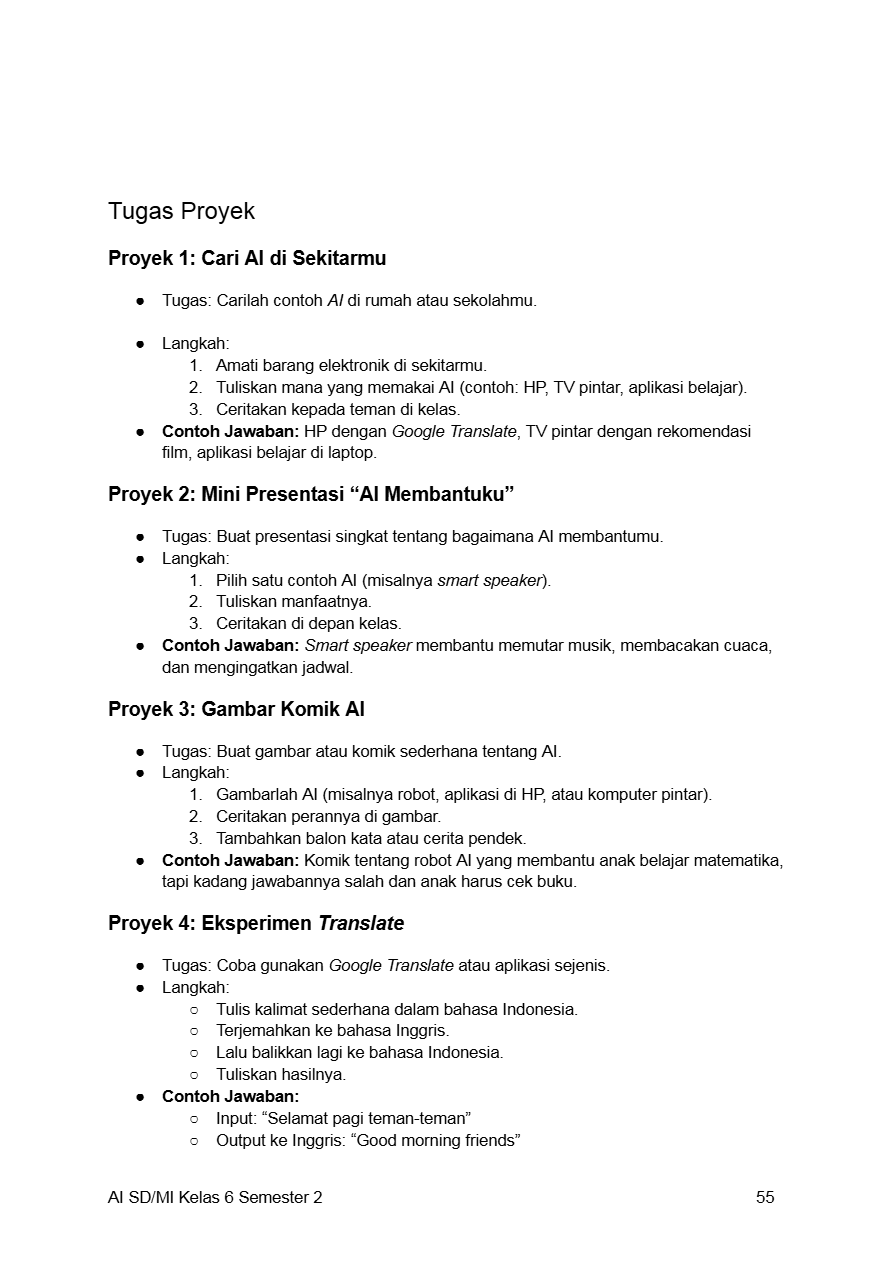 Tugas Proyek
Proyek 1: Cari AI di Sekitarmu
● Tugas: Carilah contoh AI di rumah atau sekolahmu.
● Langkah:
1. Amati barang elektronik di sekitarmu.
2. Tuliskan mana yang memakai AI (contoh: HP, TV pintar, aplikasi belajar).
3. Ceritakan kepada teman di kelas.
● Contoh Jawaban: HP dengan Google Translate, TV pintar dengan rekomendasi
film, aplikasi belajar di laptop.
Proyek 2: Mini Presentasi “AI Membantuku”
● Tugas: Buat presentasi singkat tentang bagaimana AI membantumu.
● Langkah:
1. Pilih satu contoh AI (misalnya smart speaker).
2. Tuliskan manfaatnya.
3. Ceritakan di depan kelas.
● Contoh Jawaban: Smart speaker membantu memutar musik, membacakan cuaca,
dan mengingatkan jadwal.
Proyek 3: Gambar Komik AI
● Tugas: Buat gambar atau komik sederhana tentang AI.
● Langkah:
1. Gambarlah AI (misalnya robot, aplikasi di HP, atau komputer pintar).
2. Ceritakan perannya di gambar.
3. Tambahkan balon kata atau cerita pendek.
● Contoh Jawaban: Komik tentang robot AI yang membantu anak belajar matematika,
tapi kadang jawabannya salah dan anak harus cek buku.
Proyek 4: Eksperimen Translate
● Tugas: Coba gunakan Google Translate atau aplikasi sejenis.
● Langkah:
○ Tulis kalimat sederhana dalam bahasa Indonesia.
○ Terjemahkan ke bahasa Inggris.
○ Lalu balikkan lagi ke bahasa Indonesia.
○ Tuliskan hasilnya.
● Contoh Jawaban:
○ Input: “Selamat pagi teman-teman”
○ Output ke Inggris: “Good morning friends”
AI SD/MI Kelas 6 Semester 2 55